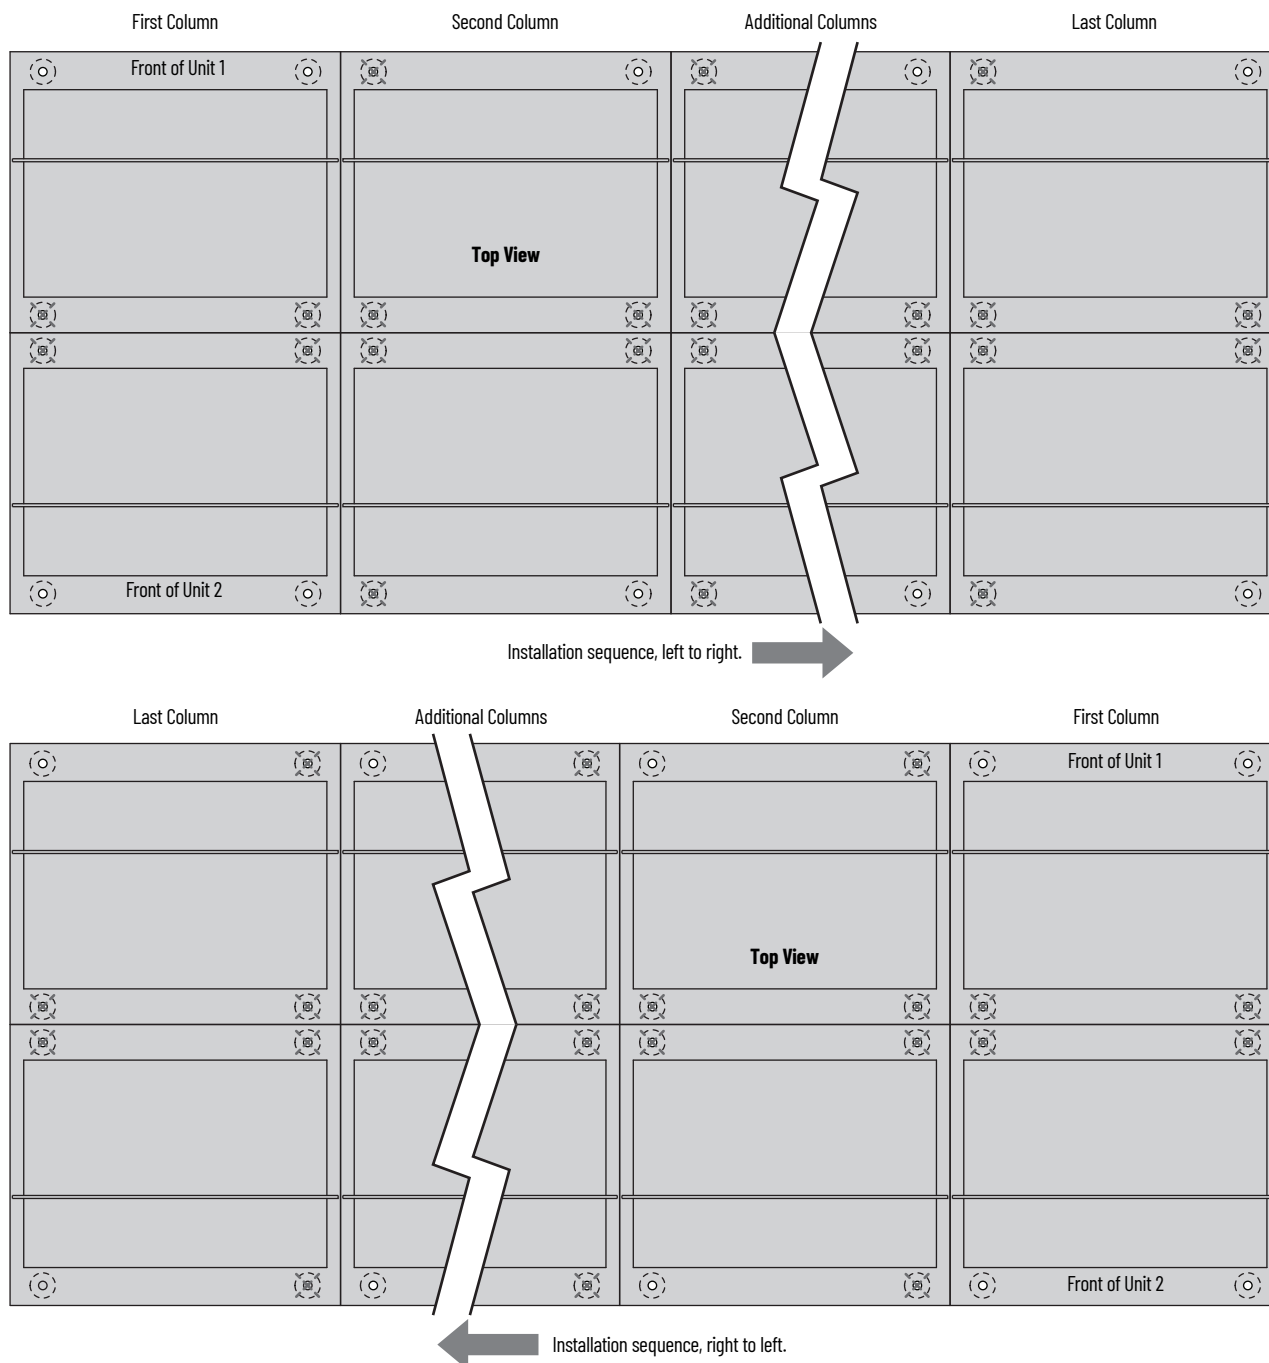 First Column
Second Column
Additional Columns
Last Column
Front of Unit 1
Top View
Front of Unit 2
Installation sequence, left to right.
Last Column
Additional Columns
Second Column
First Column
Front of Unit 1
Top View
Front of Unit 2
Installation sequence, right to left.